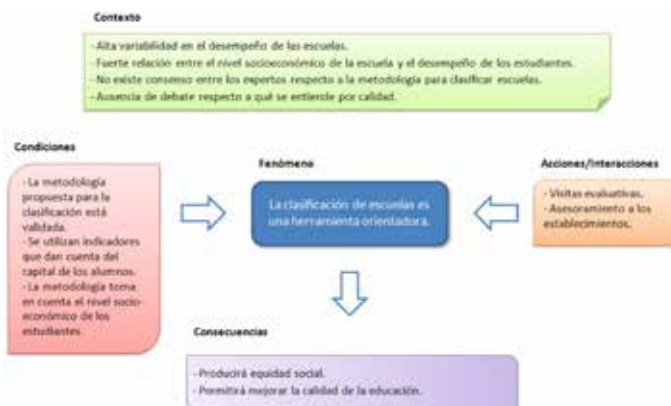 Contexto
- Alta variabilidad en el desempeño de las escuelas.
- Fuerte relación entre el nivel socioeconómico de la escuela y el desempeño de los estudiantes.
- No existe consenso entre los expertos respecto a la metodología para clasificar escuelas.
- Ausencia de debate respecto a qué se entiende por calidad.
Condiciones
- La metodología
propuesta para la
clasificación está
validada.
- Se utilizan indicadores
que dan cuenta del
capital de los alumnos.
- La metodología toma
en cuenta el nivel socio-
económico de los
estudiantes.
Fenómeno
La clasificación de escuelas es
una herramienta orientadora.
Acciones/Interacciones
- Visitas evaluativas.
- Asesoramiento a los
establecimientos.
Consecuencias
- Producirá equidad social.
- Permitirá mejorar la calidad de la educación.